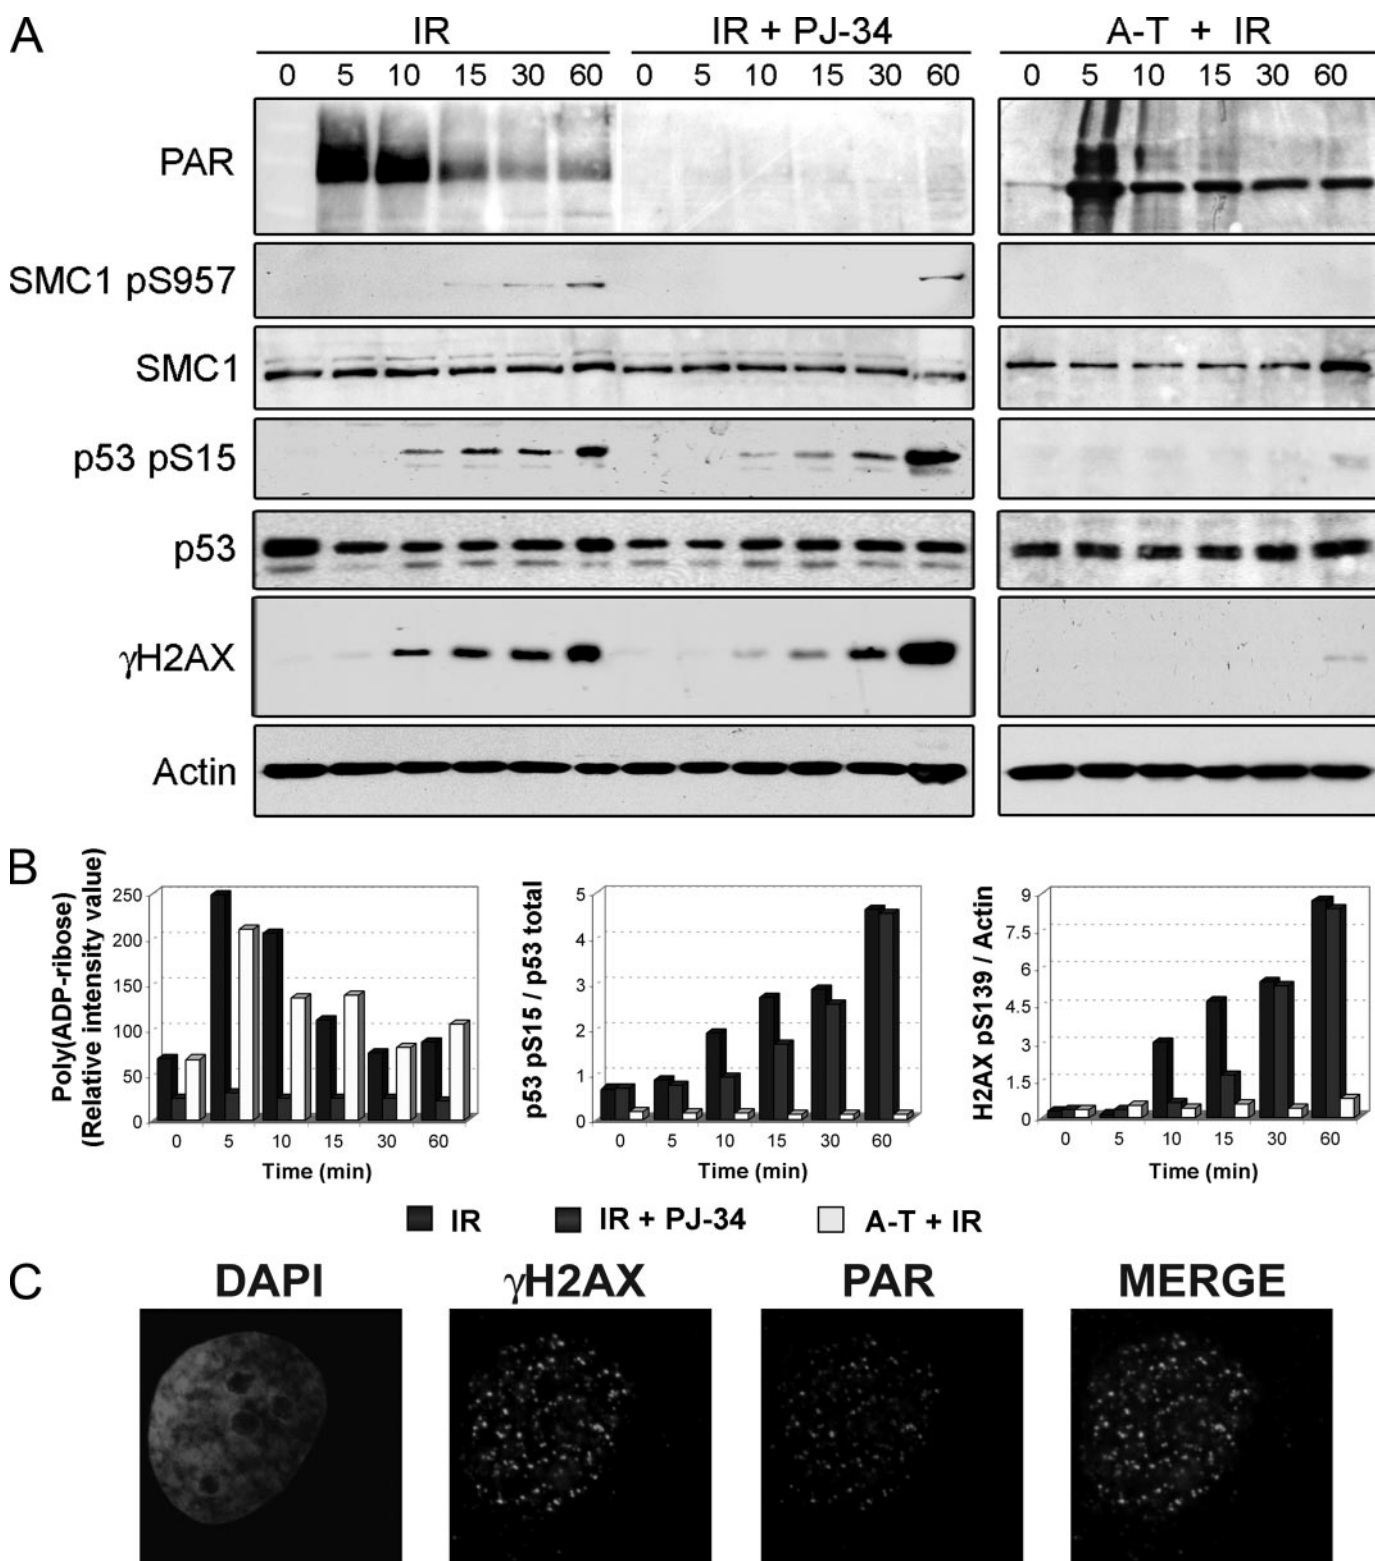 A
IR IR + PJ-34 A-T + IR
0 5 10 15 30 60 0 5 10 15 30 60 0 5 10 15 30 60
PAR
SMC1 pS957
SMC1
p53 pS15
p53
γH2AX
Actin
B
Poly(ADP-ribose)
(Relative intensity value)
250
200
150
100
50
0
0 5 10 15 30 60
Time (min)
p53 pS15 / p53 total
5
4
3
2
1
0
0 5 10 15 30 60
Time (min)
H2AX pS139 / Actin
9
7.5
6
4.5
3
1.5
0
0 5 10 15 30 60
Time (min)
IR IR + PJ-34 A-T + IR
C
DAPI γH2AX PAR MERGE